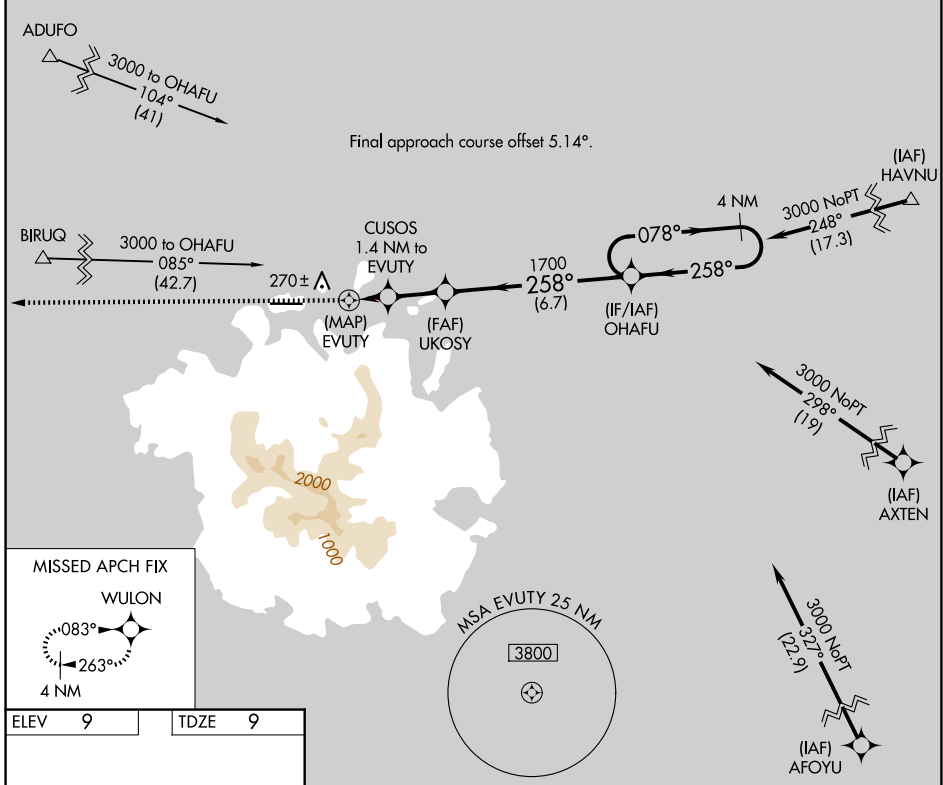 ADUFO
3000 to OHAFU
104°
(41)
Final approach course offset 5.14°.
(IAF)
HAVNU
3000 NoPT
248°
(17.3)
4 NM
078°
258°
BIRUQ
3000 to OHAFU
085°
(42.7)
CUSOS
1.4 NM to
EVUTY
270±
1700
258°
(6.7)
(IF/IAF)
OHAFU
(MAP)
EVUTY
(FAF)
UKOSY
3000 NoPT
298°
(19)
(IAF)
AXTEN
2000
1000
MISSED APCH FIX
WULON
083°
263°
4 NM
MSA EVUTY 25 NM
3800
3000 NoPT
327°
(22.9)
(IAF)
AFOYU
ELEV 9
TDZE 9